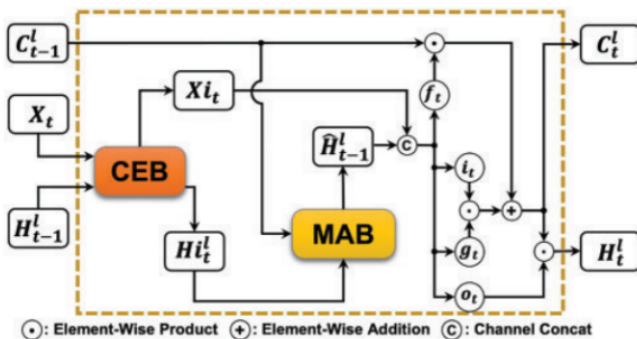 C^l_{t-1}
C^l_t
Xi_t
X_t
f_t
Ĥ^l_{t-1}
C
CEB
i_t
H^l_{t-1}
Hi^l_t
MAB
g_t
H^l_t
o_t
⊙: Element-Wise Product ⊕: Element-Wise Addition Ⓒ: Channel Concat